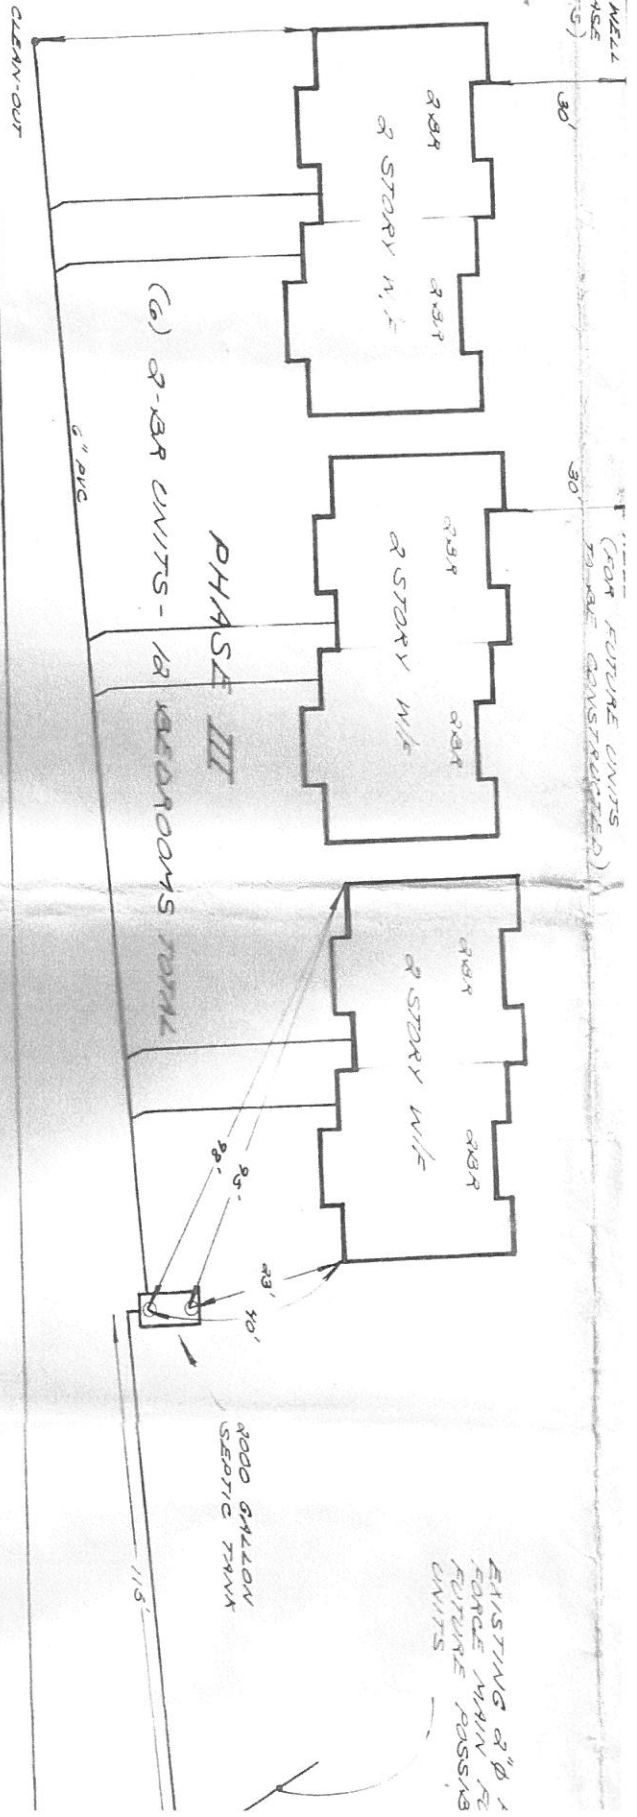 WELL
30'
30'
(FOR FUTURE UNITS
TO BE CONSTRUCTED)
2 BR
2 BR
2 STORY W/F
2 BR
2 BR
2 STORY W/F
2 BR
2 BR
2 STORY W/F
PHASE III
(6) 2-BR UNITS - 12 BEDROOMS TOTAL
CLEAN-OUT
6" PVC
98'
95'
23'
40'
2000 GALLON
SEPTIC TANK
115'
EXISTING 2"Ø
FORCE MAIN
FUTURE
UNITS